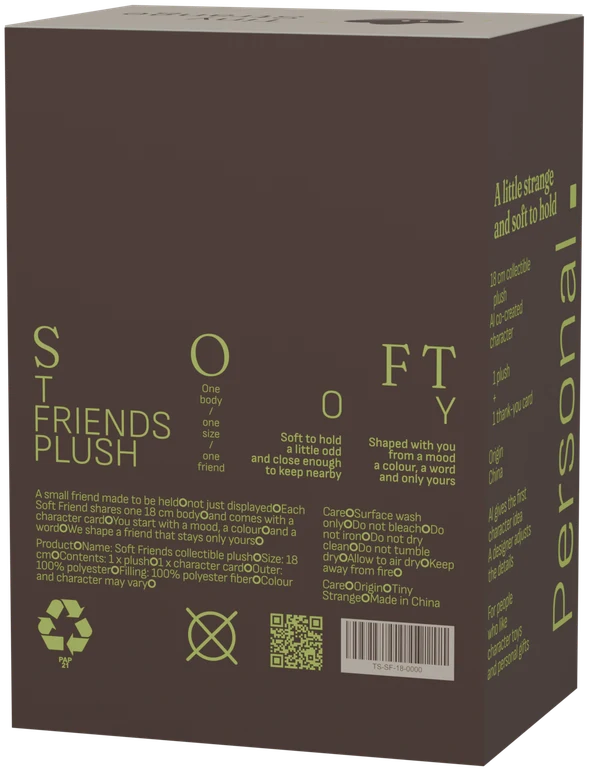 S O FT
T
O
Y
FRIENDS
PLUSH
One
body
/
one
size
/
one
friend
Soft to hold
a little odd
and close enough
to keep nearby
Shaped with you
from a mood
a colour, a word
and only yours
A small friend made to be held●not just displayed●Each
Soft Friend shares one 18 cm body●and comes with a
character card●You start with a mood, a colour●and a
word●We shape a friend that stays only yours●
Product●Name: Soft Friends collectible plush●Size: 18
cm●Contents: 1 x plush●1 x character card●Outer:
100% polyester●Filling: 100% polyester fiber●Colour
and character may vary●
Care●Surface wash
only●Do not bleach●Do
not iron●Do not dry
clean●Do not tumble
dry●Allow to air dry●Keep
away from fire●
Care●Origin●Tiny
Strange●Made in China
PAP
21
TS-SF-18-0000
A little strange
and soft to hold
18 cm collectible
plush
AI co-created
character
1 plush
+
1 thank-you card
Origin
China
AI gives the first
character idea
A designer adjusts
the details
For people
who like
character toys
and personal gifts
Personal.